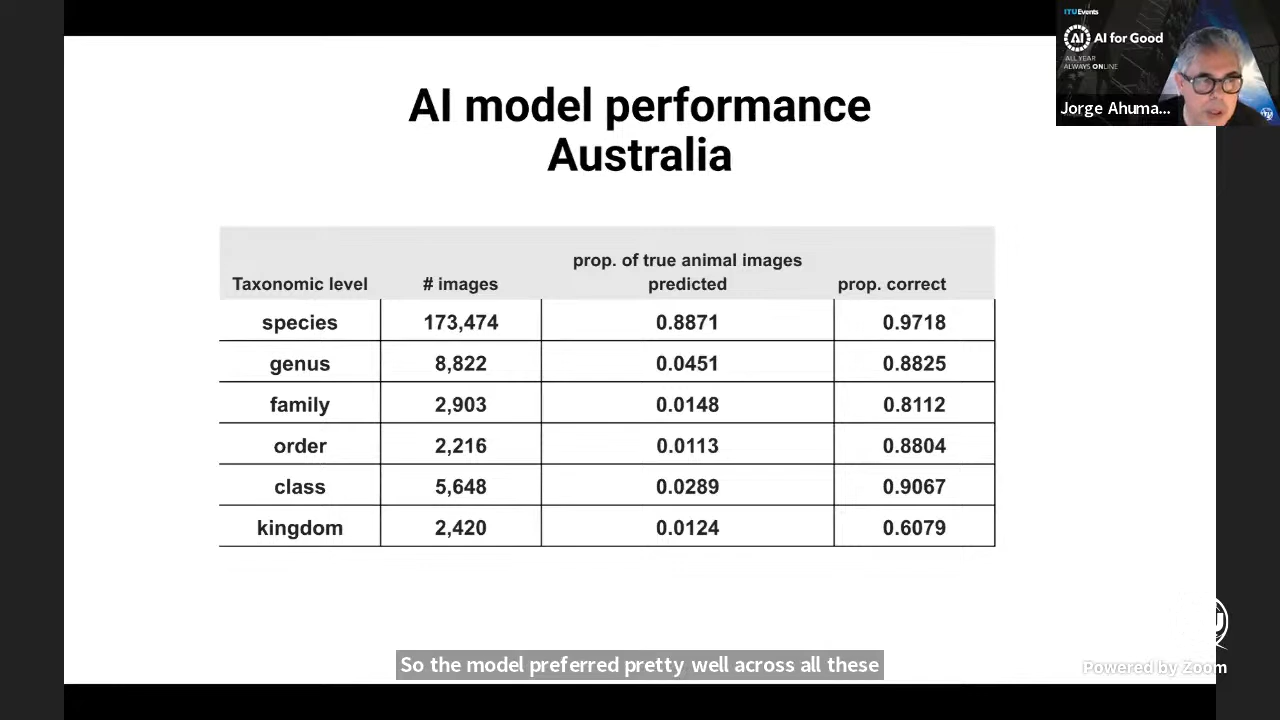 ITUEvents
AI AI for Good
ALL YEAR
ALWAYS ONLINE
Jorge Ahuma...
AI model performance
Australia
Taxonomic level # images prop. of true animal images predicted prop. correct
species 173,474 0.8871 0.9718
genus 8,822 0.0451 0.8825
family 2,903 0.0148 0.8112
order 2,216 0.0113 0.8804
class 5,648 0.0289 0.9067
kingdom 2,420 0.0124 0.6079
So the model preferred pretty well across all these
Powered by Zoom